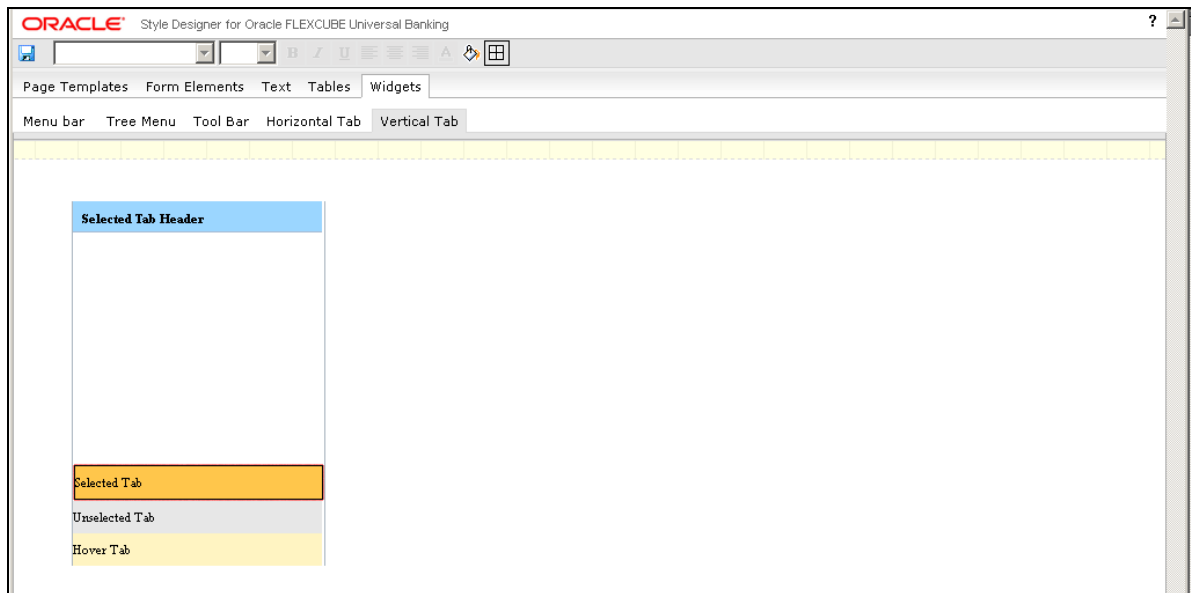 ORACLE Style Designer for Oracle FLEXCUBE Universal Banking ?
B I U A
Page Templates Form Elements Text Tables Widgets
Menu bar Tree Menu Tool Bar Horizontal Tab Vertical Tab
Selected Tab Header
Selected Tab
Unselected Tab
Hover Tab